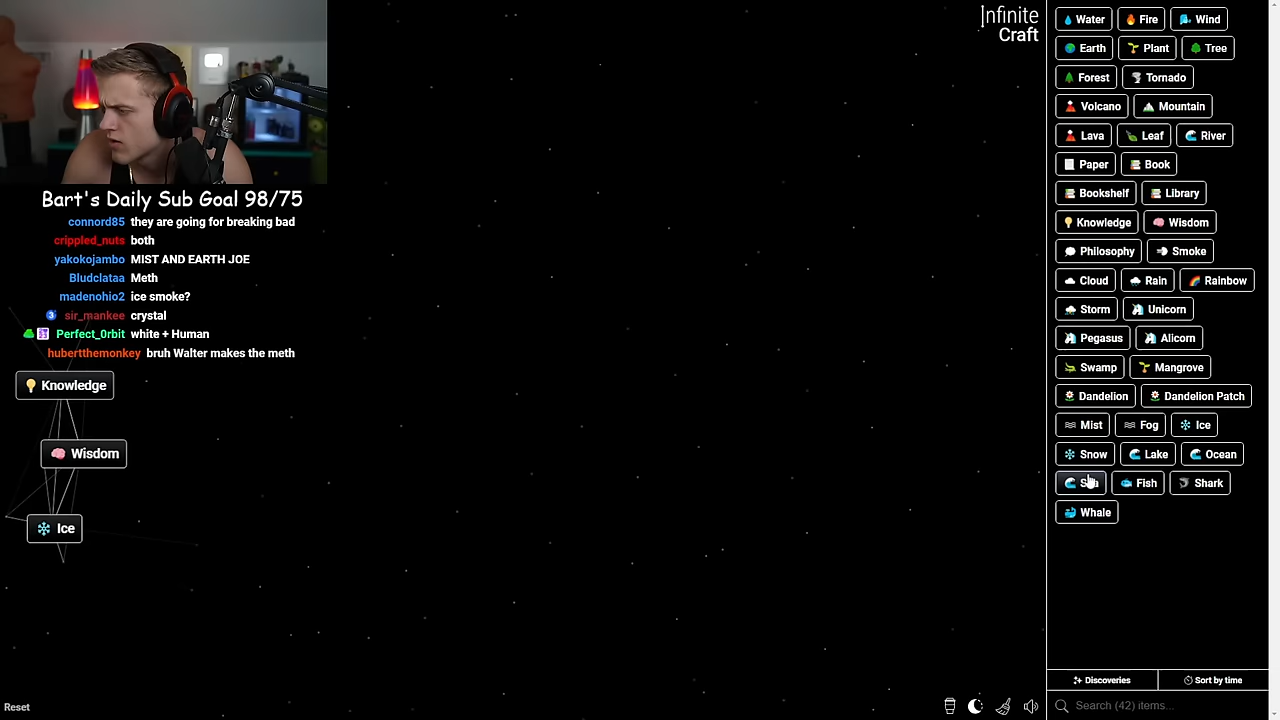 Infinite
Craft
Bart's Daily Sub Goal 98/75
connord85 they are going for breaking bad
crippled_nuts both
yakokojambo MIST AND EARTH JOE
Bludclataa Meth
madenohio2 ice smoke?
3 sir_mankee crystal
Perfect_0rbit white + Human
hubertthemonkey bruh Walter makes the meth
Knowledge
Wisdom
Ice
Reset
Water Fire Wind
Earth Plant Tree
Forest Tornado
Volcano Mountain
Lava Leaf River
Paper Book
Bookshelf Library
Knowledge Wisdom
Philosophy Smoke
Cloud Rain Rainbow
Storm Unicorn
Pegasus Alicorn
Swamp Mangrove
Dandelion Dandelion Patch
Mist Fog Ice
Snow Lake Ocean
Fish Shark
Whale
Discoveries Sort by time
Search (42) items...